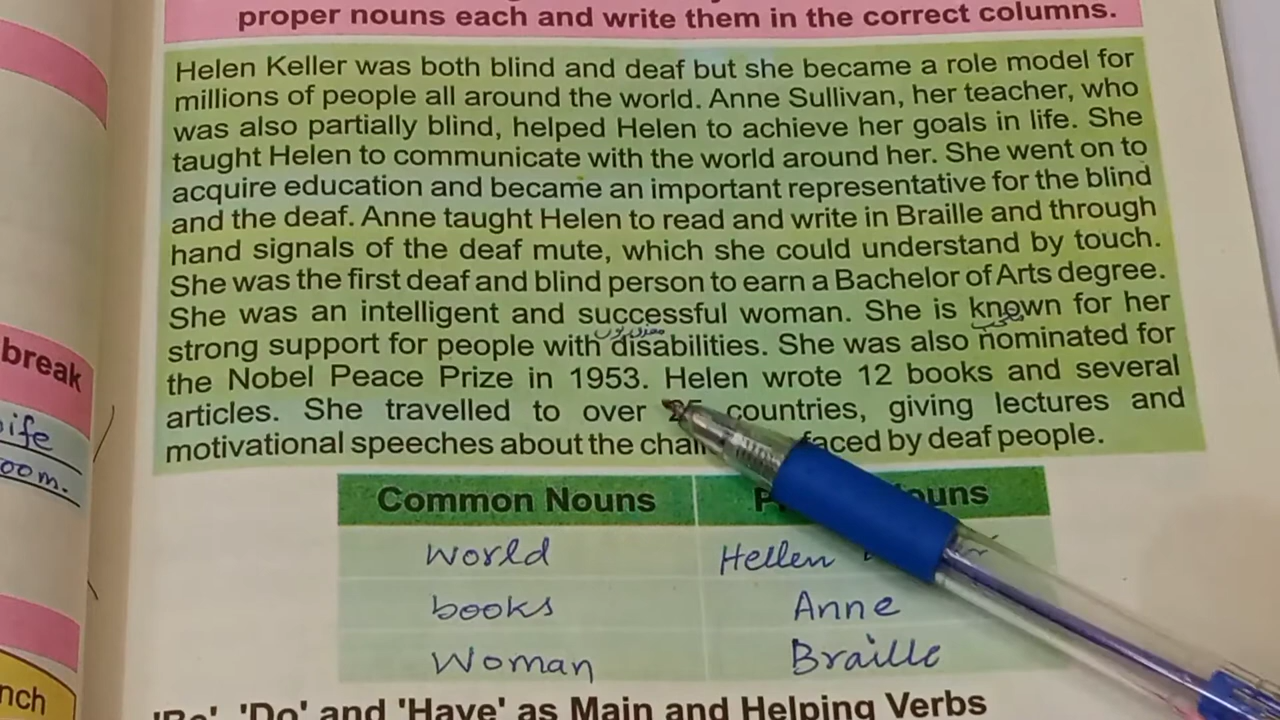 proper nouns each and write them in the correct columns.
Helen Keller was both blind and deaf but she became a role model for
millions of people all around the world. Anne Sullivan, her teacher, who
was also partially blind, helped Helen to achieve her goals in life. She
taught Helen to communicate with the world around her. She went on to
acquire education and became an important representative for the blind
and the deaf. Anne taught Helen to read and write in Braille and through
hand signals of the deaf mute, which she could understand by touch.
She was the first deaf and blind person to earn a Bachelor of Arts degree.
She was an intelligent and successful woman. She is known for her
strong support for people with disabilities. She was also nominated for
the Nobel Peace Prize in 1953. Helen wrote 12 books and several
articles. She travelled to over countries, giving lectures and
motivational speeches about the faced by deaf people.
break
ife
oom.
nch
Common Nouns
world Hellen
books Anne
Woman Braille
'Be', 'Do' and 'Have' as Main and Helping Verbs